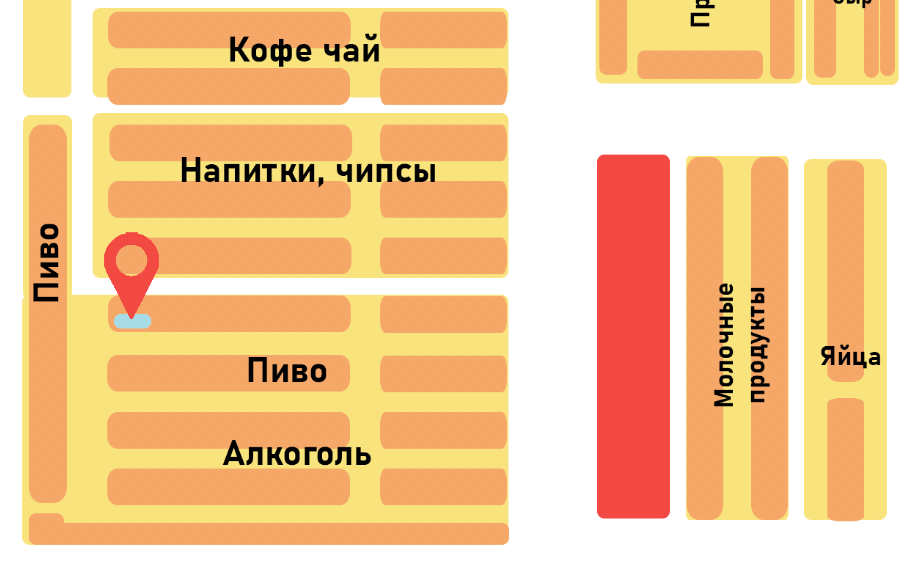 Кофе чай
Напитки, чипсы
Пиво
Пиво
Алкоголь
Молочные
продукты
Яйца